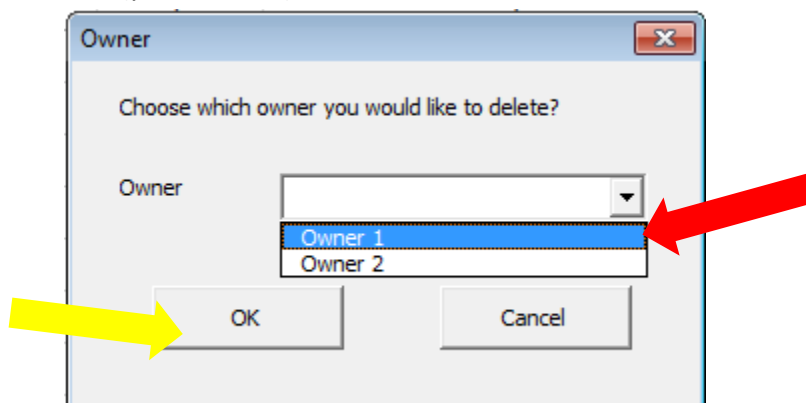 Owner
Choose which owner you would like to delete?
Owner
Owner 1
Owner 2
OK
Cancel